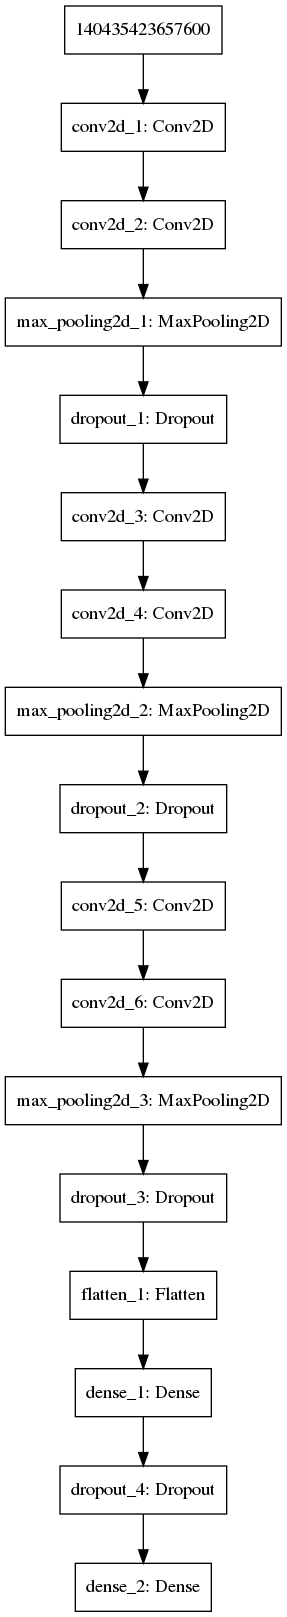 140435423657600
conv2d_1: Conv2D
conv2d_2: Conv2D
max_pooling2d_1: MaxPooling2D
dropout_1: Dropout
conv2d_3: Conv2D
conv2d_4: Conv2D
max_pooling2d_2: MaxPooling2D
dropout_2: Dropout
conv2d_5: Conv2D
conv2d_6: Conv2D
max_pooling2d_3: MaxPooling2D
dropout_3: Dropout
flatten_1: Flatten
dense_1: Dense
dropout_4: Dropout
dense_2: Dense